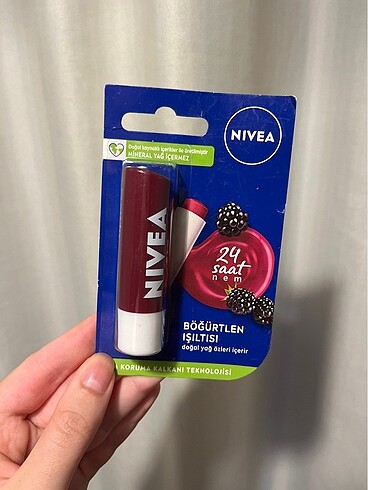 Doğal kaynaklı içerikler ile üretilmiştir
MİNERAL YAĞ İÇERMEZ
NIVEA
NIVEA
24
saat
nem
BÖĞÜRTLEN
IŞILTISI
doğal yağ özleri içerir
KORUMA KALKANI TEKNOLOJİSİ